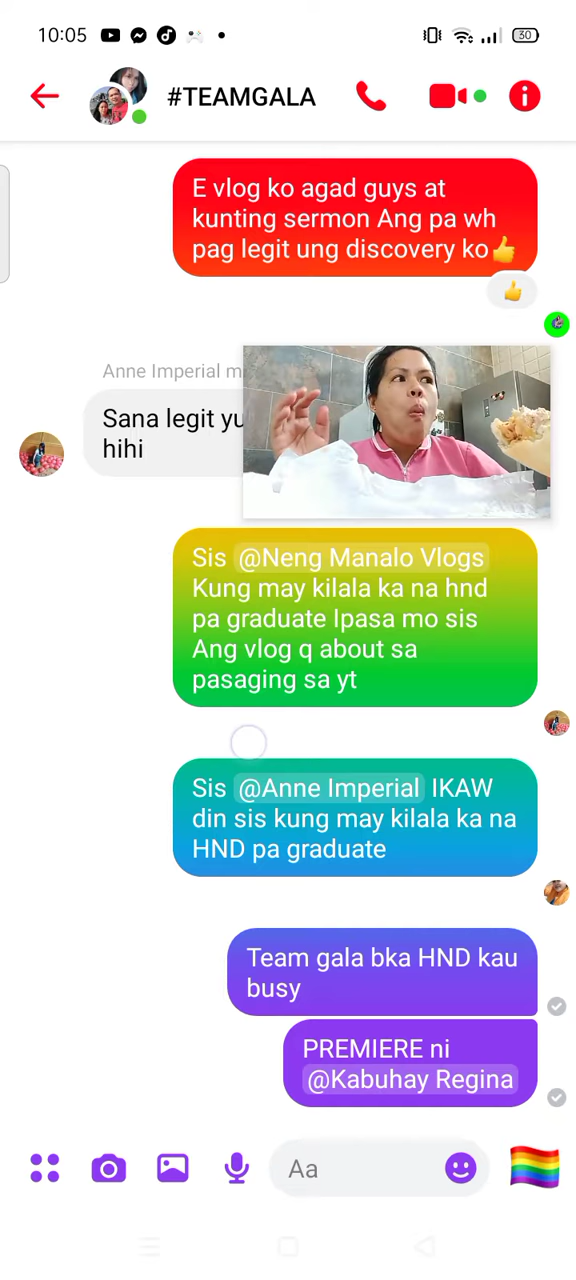 10:05
30
#TEAMGALA
E vlog ko agad guys at
kunting sermon Ang pa wh
pag legit ung discovery ko👍
👍
Anne Imperial m
Sana legit yu
hihi
Sis @Neng Manalo Vlogs
Kung may kilala ka na hnd
pa graduate Ipasa mo sis
Ang vlog q about sa
pasaging sa yt
Sis @Anne Imperial IKAW
din sis kung may kilala ka na
HND pa graduate
Team gala bka HND kau
busy
PREMIERE ni
@Kabuhay Regina
Aa